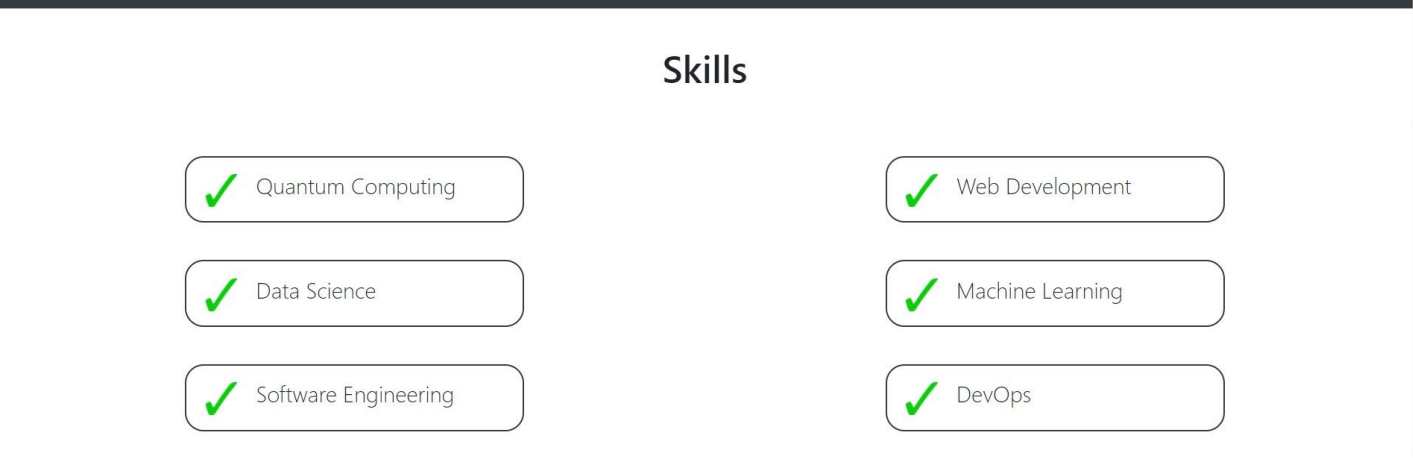 Skills
Quantum Computing
Web Development
Data Science
Machine Learning
Software Engineering
DevOps